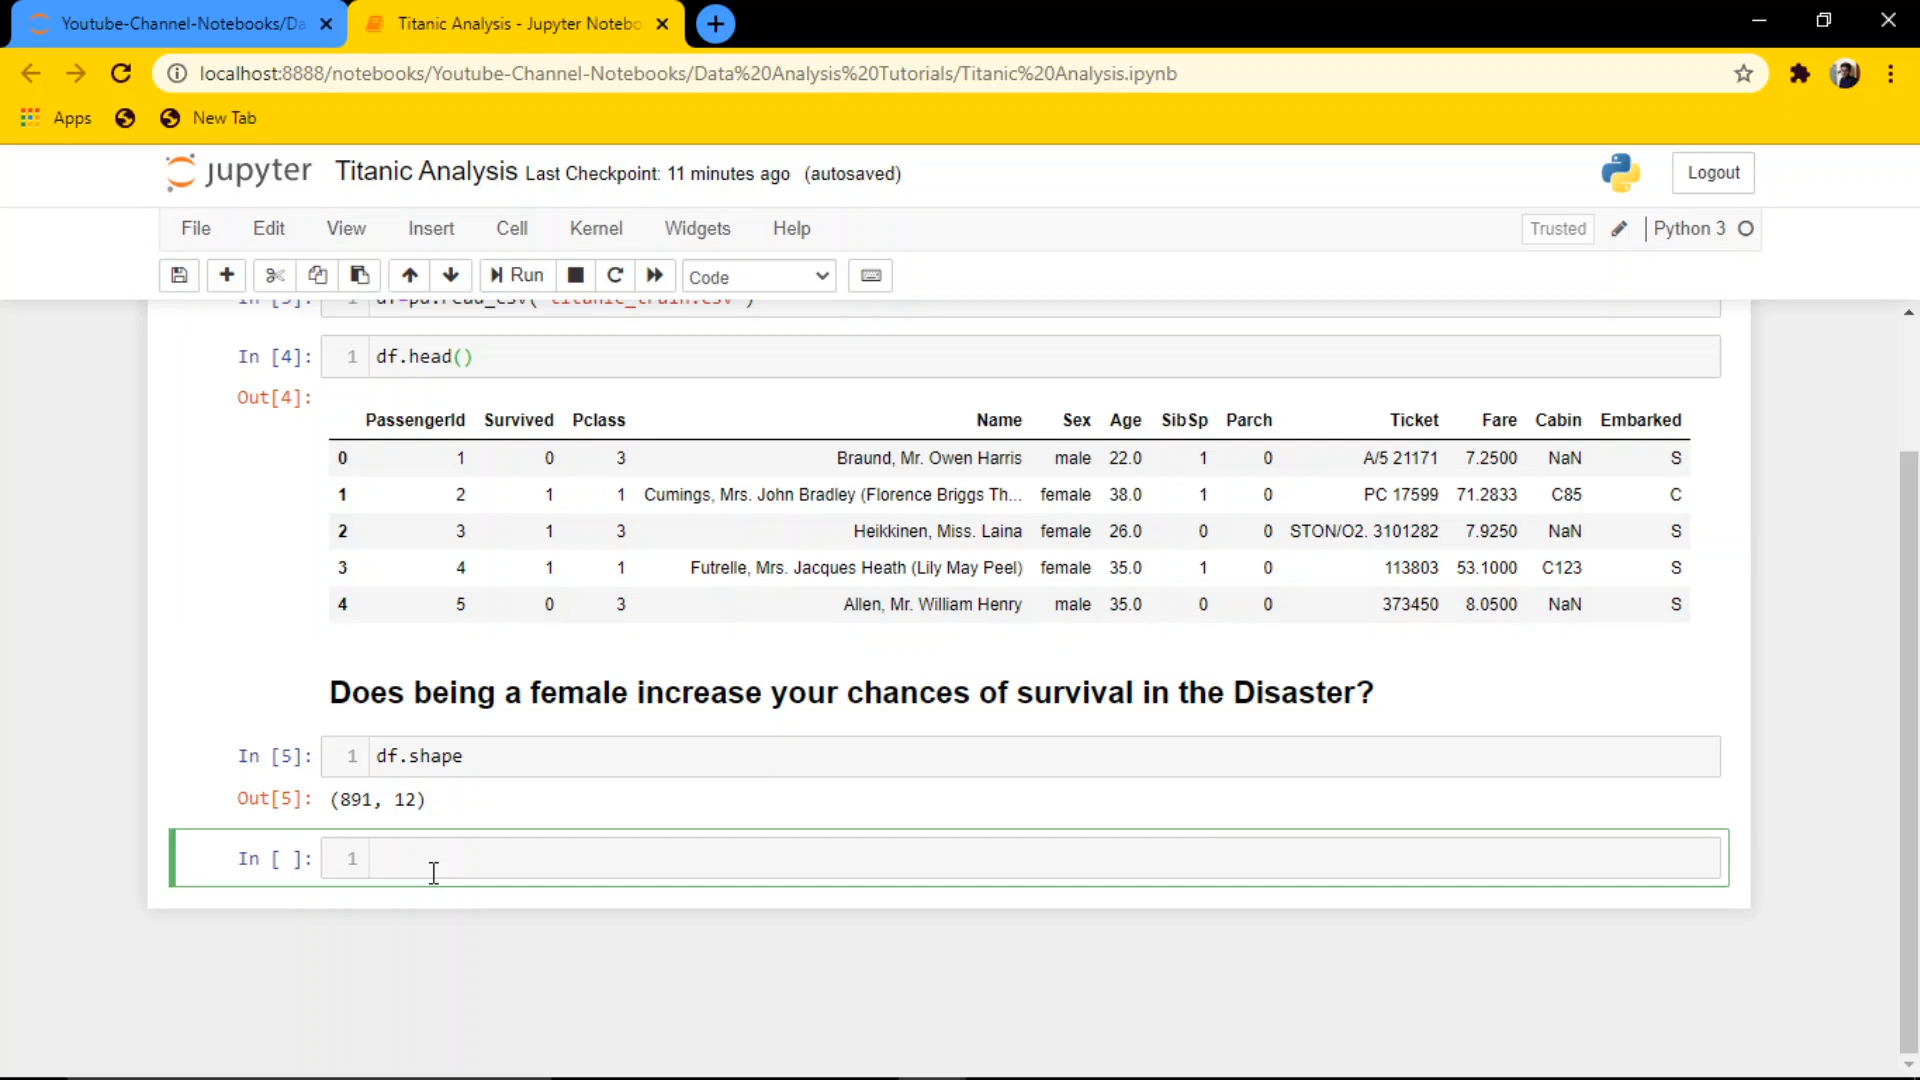 Youtube-Channel-Notebooks/Da
Titanic Analysis - Jupyter Notebo
localhost:8888/notebooks/Youtube-Channel-Notebooks/Data%20Analysis%20Tutorials/Titanic%20Analysis.ipynb
Apps New Tab
jupyter Titanic Analysis Last Checkpoint: 11 minutes ago (autosaved) Logout
File Edit View Insert Cell Kernel Widgets Help Trusted Python 3
Run Code
In [3]: 1 df=pd.read_csv('titanic_train.csv')
In [4]: 1 df.head()
Out[4]:
PassengerId Survived Pclass Name Sex Age SibSp Parch Ticket Fare Cabin Embarked
0 1 0 3 Braund, Mr. Owen Harris male 22.0 1 0 A/5 21171 7.2500 NaN S
1 2 1 1 Cumings, Mrs. John Bradley (Florence Briggs Th... female 38.0 1 0 PC 17599 71.2833 C85 C
2 3 1 3 Heikkinen, Miss. Laina female 26.0 0 0 STON/O2. 3101282 7.9250 NaN S
3 4 1 1 Futrelle, Mrs. Jacques Heath (Lily May Peel) female 35.0 1 0 113803 53.1000 C123 S
4 5 0 3 Allen, Mr. William Henry male 35.0 0 0 373450 8.0500 NaN S
Does being a female increase your chances of survival in the Disaster?
In [5]: 1 df.shape
Out[5]: (891, 12)
In [ ]: 1